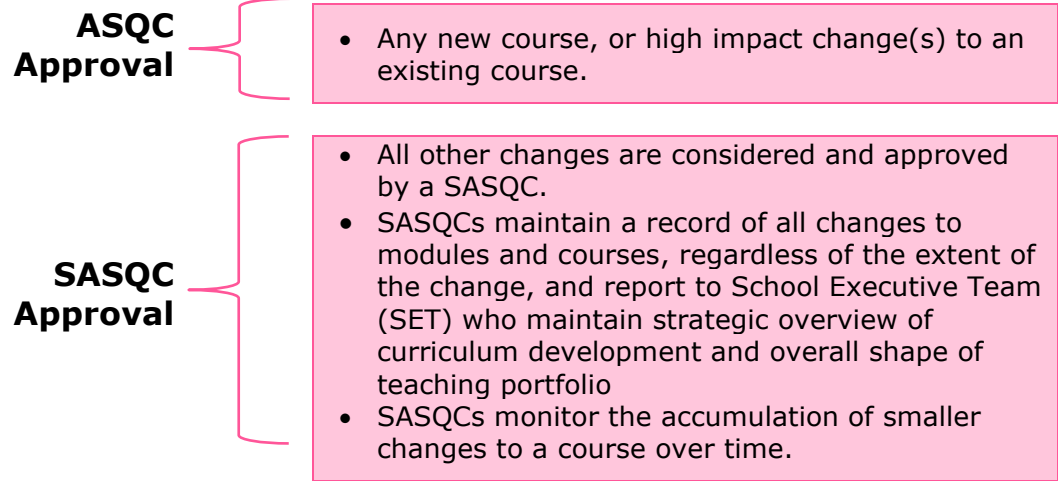 ASQC
Approval
• Any new course, or high impact change(s) to an
existing course.
SASQC
Approval
• All other changes are considered and approved
by a SASQC.
• SASQCs maintain a record of all changes to
modules and courses, regardless of the extent of
the change, and report to School Executive Team
(SET) who maintain strategic overview of
curriculum development and overall shape of
teaching portfolio
• SASQCs monitor the accumulation of smaller
changes to a course over time.